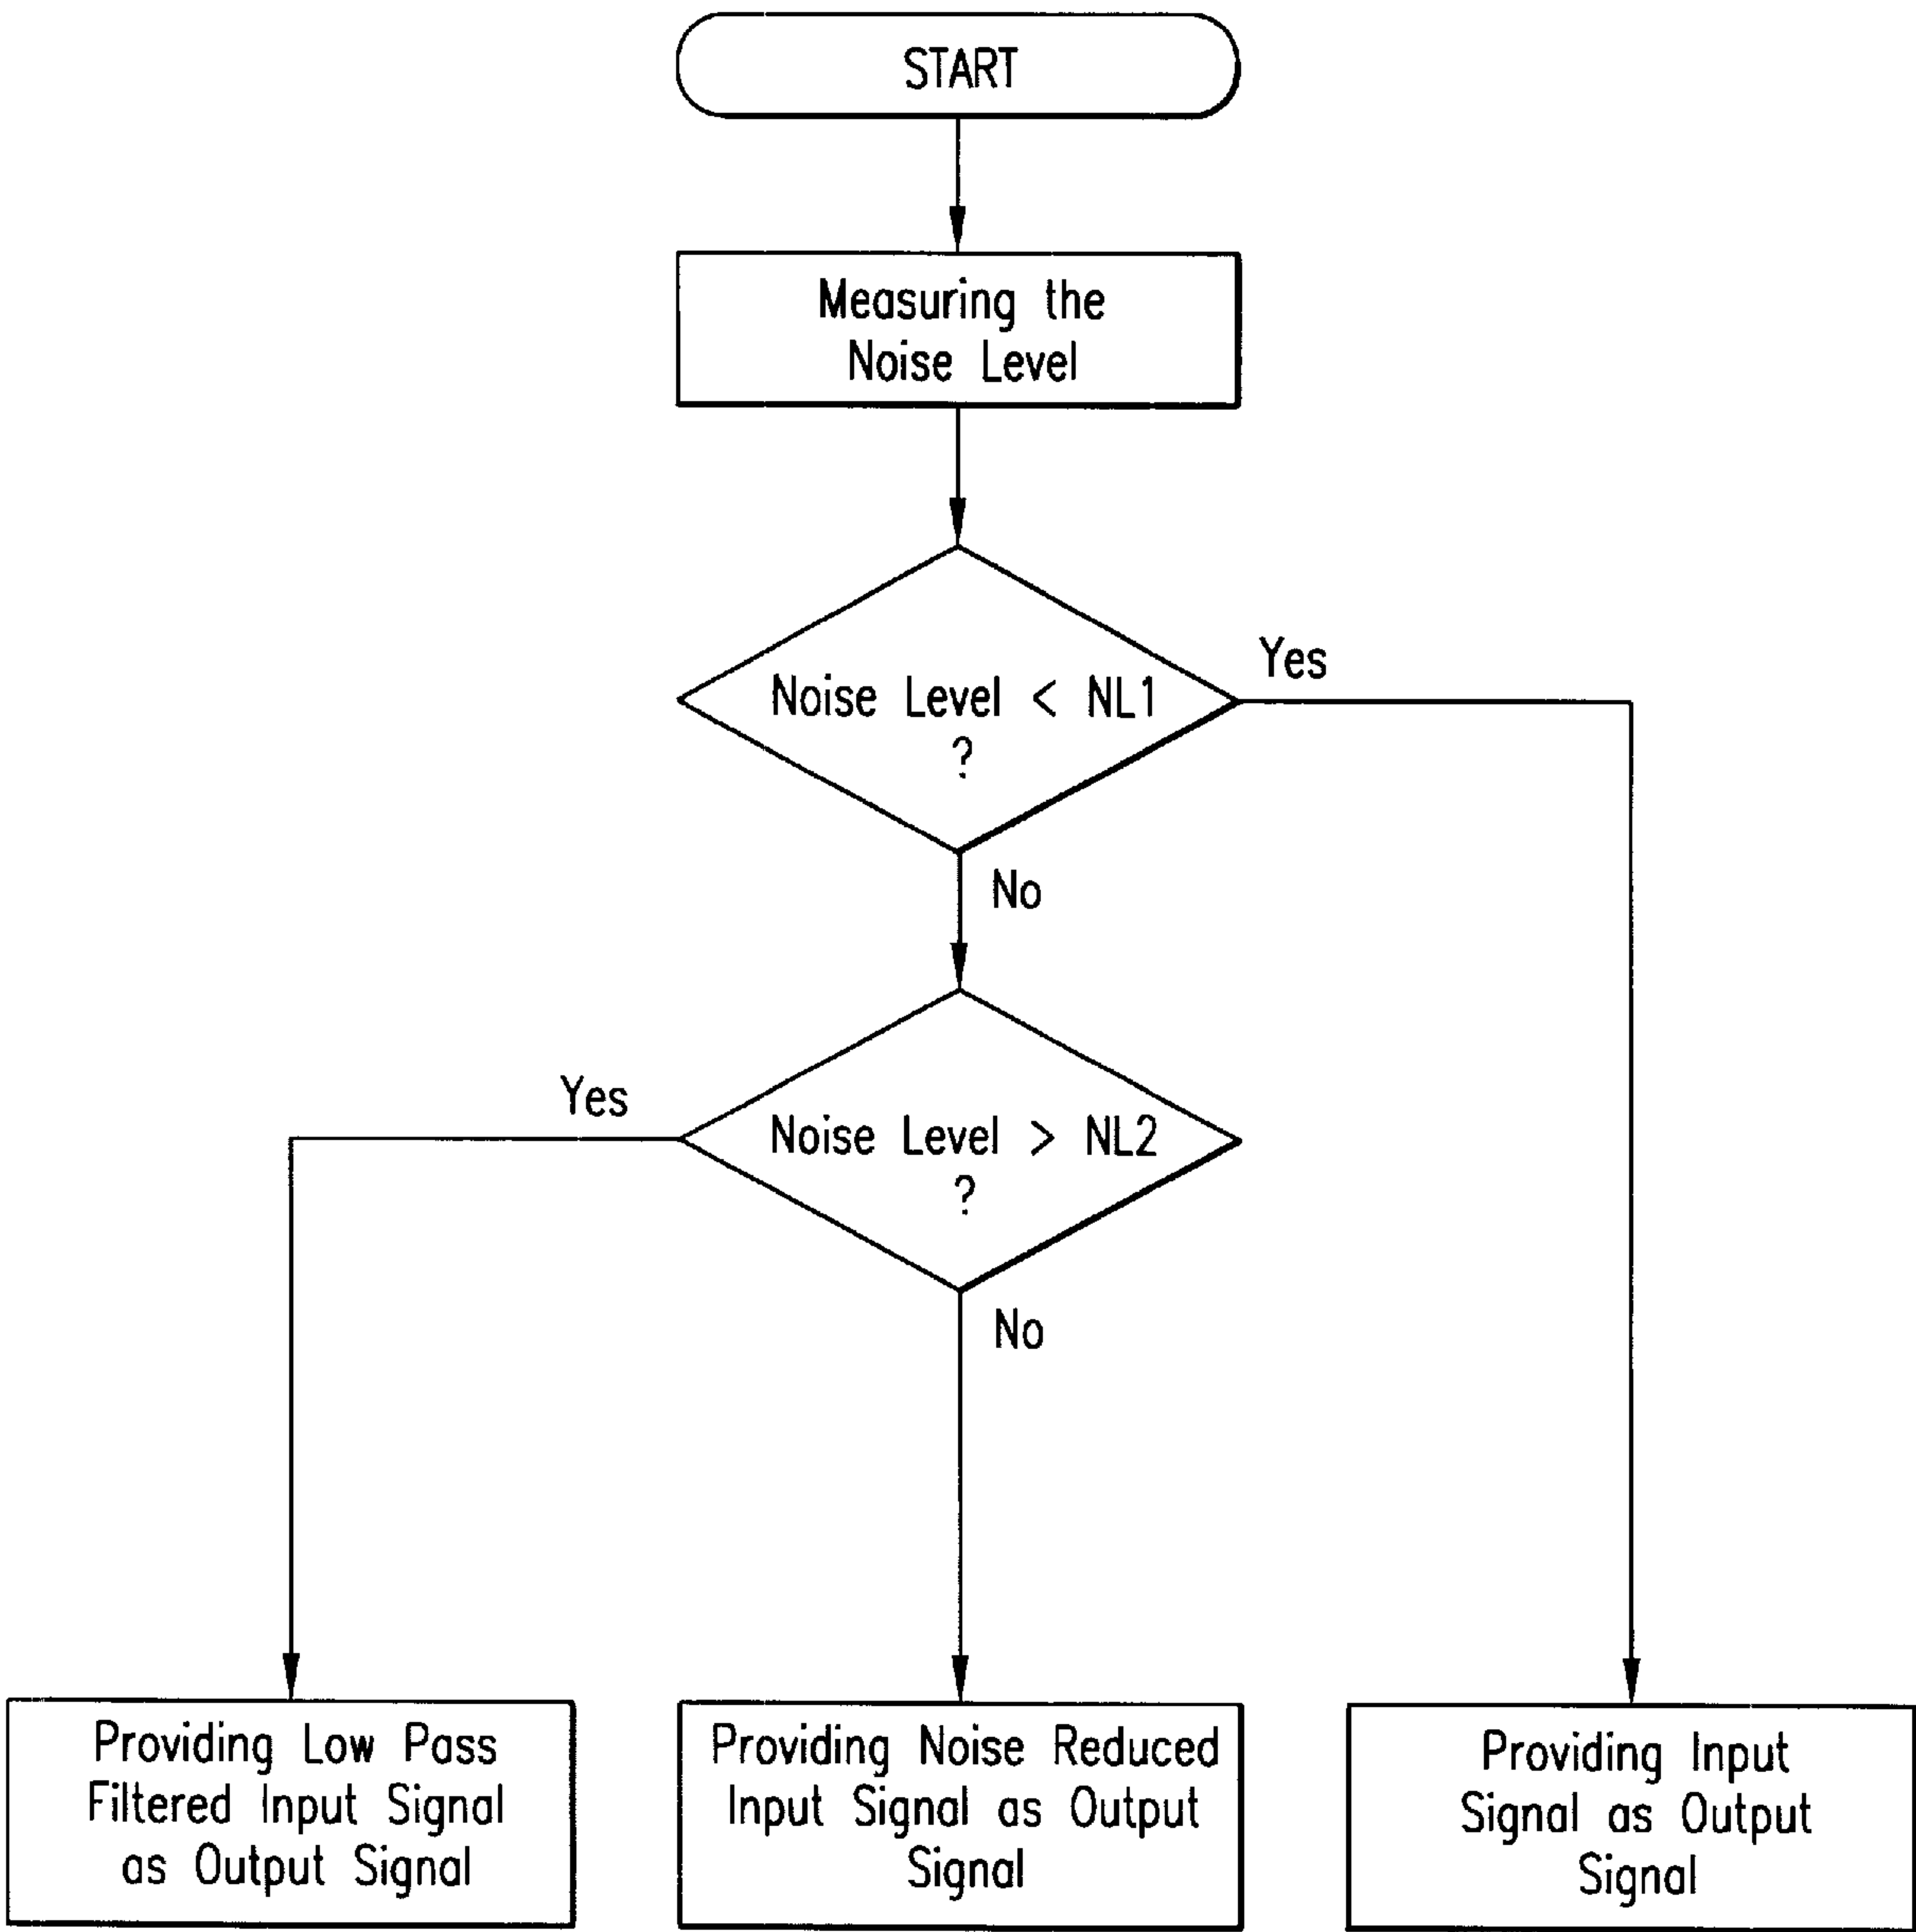 START
Measuring the
Noise Level
Noise Level < NL1
?
Yes
No
Noise Level > NL2
?
Yes
No
Providing Low Pass
Filtered Input Signal
as Output Signal
Providing Noise Reduced
Input Signal as Output
Signal
Providing Input
Signal as Output
Signal